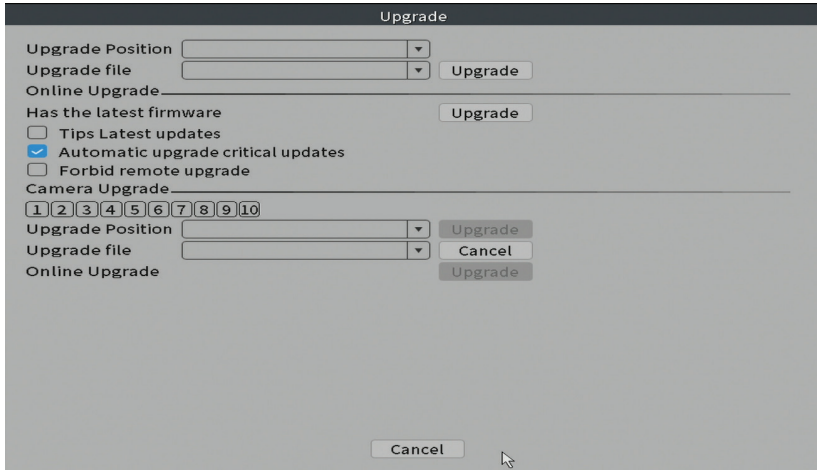 Upgrade
Upgrade Position
Upgrade file Upgrade
Online Upgrade
Has the latest firmware Upgrade
Tips Latest updates
Automatic upgrade critical updates
Forbid remote upgrade
Camera Upgrade
1 2 3 4 5 6 7 8 9 10
Upgrade Position Upgrade
Upgrade file Cancel
Online Upgrade Upgrade
Cancel